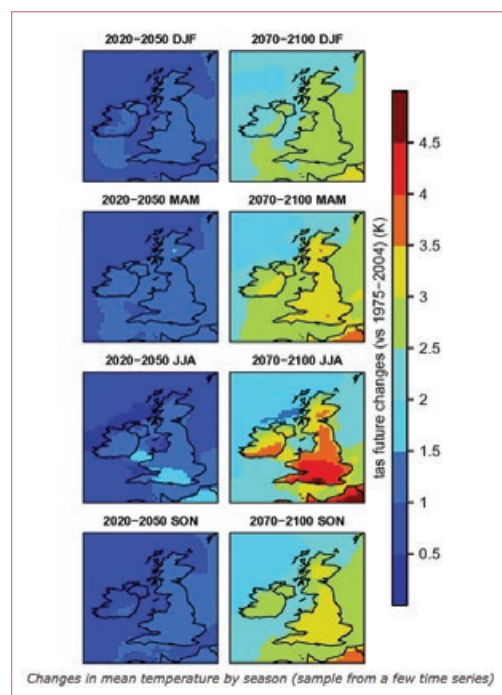 2020-2050 DJF
2070-2100 DJF
2020-2050 MAM
2070-2100 MAM
2020-2050 JJA
2070-2100 JJA
2020-2050 SON
2070-2100 SON
4.5
4
3.5
3
2.5
2
1.5
1
0.5
tas future changes (vs 1975-2004) (K)
Changes in mean temperature by season (sample from a few time series)